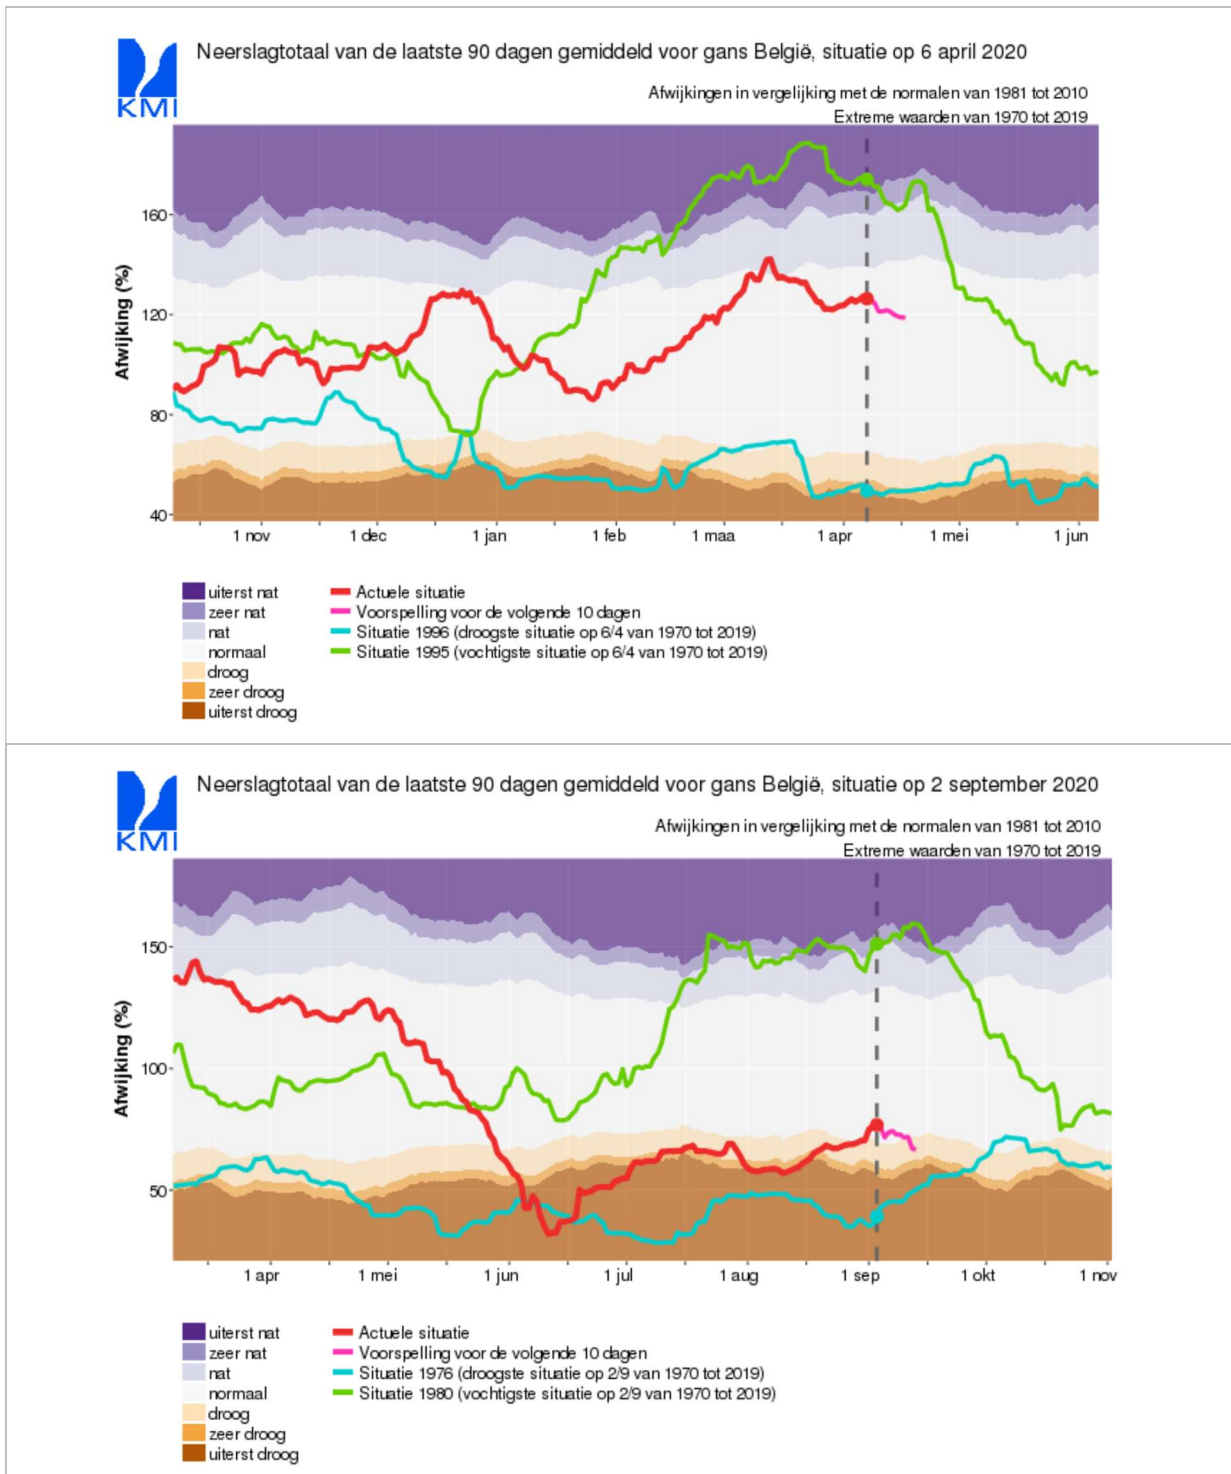 KMI
Neerslagtotaal van de laatste 90 dagen gemiddeld voor gans België, situatie op 6 april 2020
Afwijkingen in vergelijking met de normalen van 1981 tot 2010
Extreme waarden van 1970 tot 2019
Afwijking (%)
160
120
80
40
1 nov 1 dec 1 jan 1 feb 1 maa 1 apr 1 mei 1 jun
uiterst nat
zeer nat
nat
normaal
droog
zeer droog
uiterst droog
Actuele situatie
Voorspelling voor de volgende 10 dagen
Situatie 1996 (droogste situatie op 6/4 van 1970 tot 2019)
Situatie 1995 (vochtigste situatie op 6/4 van 1970 tot 2019)
KMI
Neerslagtotaal van de laatste 90 dagen gemiddeld voor gans België, situatie op 2 september 2020
Afwijkingen in vergelijking met de normalen van 1981 tot 2010
Extreme waarden van 1970 tot 2019
Afwijking (%)
150
100
50
1 apr 1 mei 1 jun 1 jul 1 aug 1 sep 1 okt 1 nov
uiterst nat
zeer nat
nat
normaal
droog
zeer droog
uiterst droog
Actuele situatie
Voorspelling voor de volgende 10 dagen
Situatie 1976 (droogste situatie op 2/9 van 1970 tot 2019)
Situatie 1980 (vochtigste situatie op 2/9 van 1970 tot 2019)